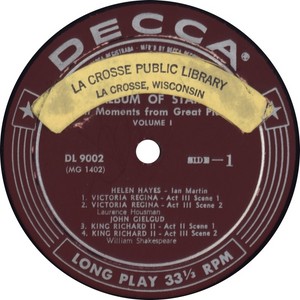 DECCA
LA CROSSE PUBLIC LIBRARY
LA CROSSE, WISCONSIN
ALBUM OF
Moments from Great
VOLUME I
DL 9002
(MG 1402)
SIDE - 1
HELEN HAYES - Ian Martin
1. VICTORIA REGINA - Act III Scene 1
2. VICTORIA REGINA - Act III Scene 2
Laurence Housman
JOHN GIELGUD
3. KING RICHARD II - Act II Scene 1
4. KING RICHARD II - Act III Scene 2
William Shakespeare
LONG PLAY 33⅓ RPM